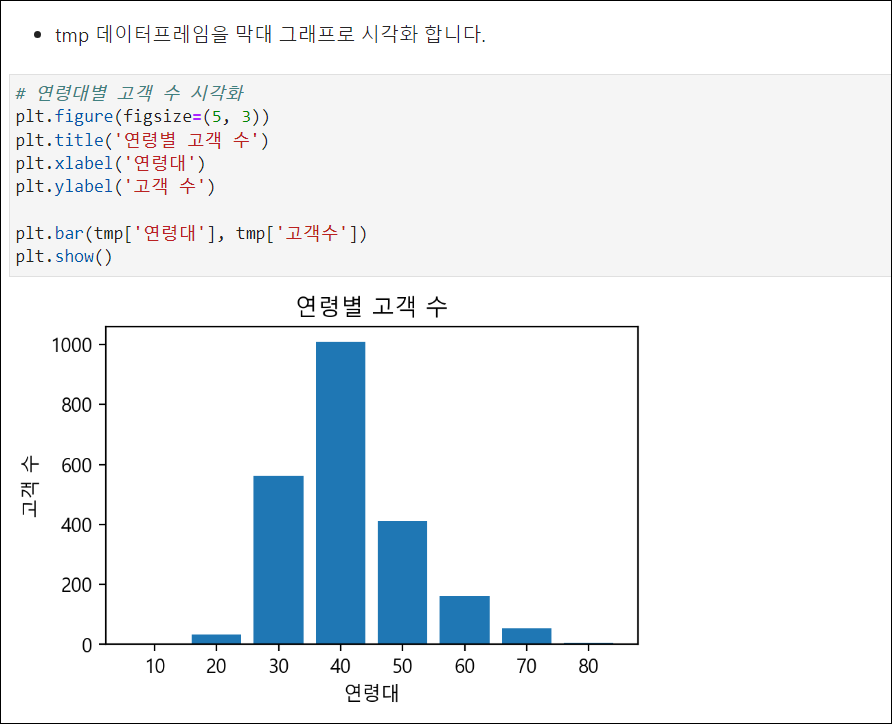 • tmp 데이터프레임을 막대 그래프로 시각화 합니다.
# 연령대별 고객 수 시각화
plt.figure(figsize=(5, 3))
plt.title('연령별 고객 수')
plt.xlabel('연령대')
plt.ylabel('고객 수')
plt.bar(tmp['연령대'], tmp['고객수'])
plt.show()
연령별 고객 수
1000
800
600
400
200
0
고객 수
10 20 30 40 50 60 70 80
연령대